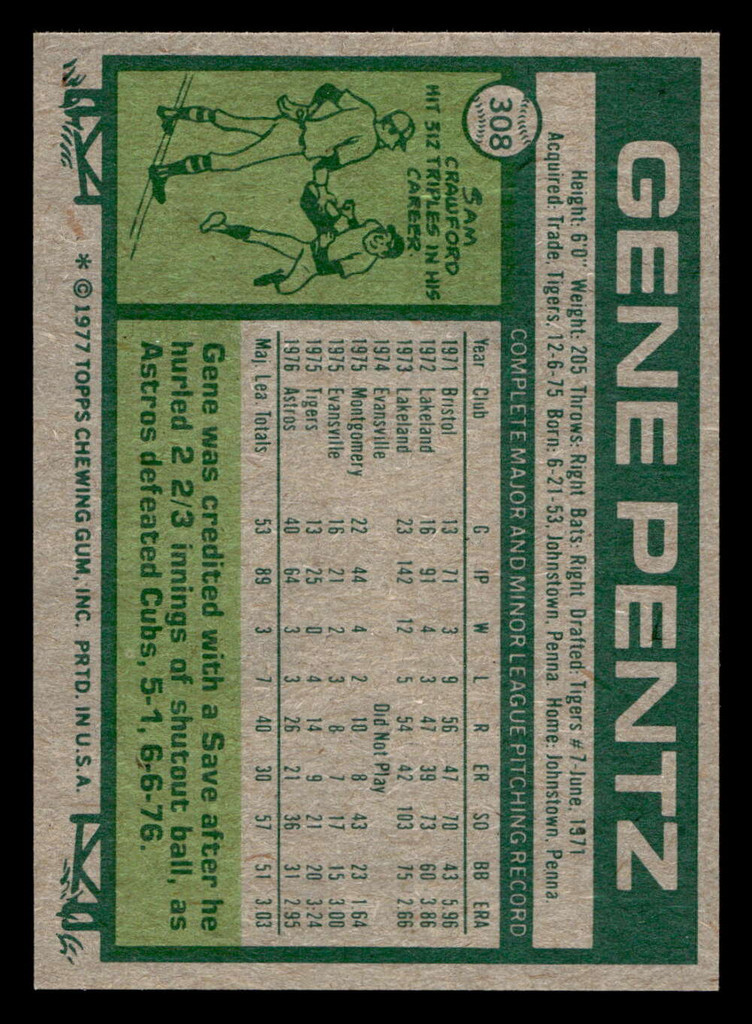 GENE PENTZ
308
Height: 6'0" Weight: 205 Throws: Right Bats: Right Drafted: Tigers #7-June, 1971
Acquired: Trade, Tigers, 12-6-75 Born: 6-21-53, Johnstown, Penna. Home: Johnstown, Penna.
COMPLETE MAJOR AND MINOR LEAGUE PITCHING RECORD
Year Club G IP W L R ER SO BB ERA
1971 Bristol 13 71 3 9 56 47 70 43 5.96
1972 Lakeland 16 91 4 3 47 39 73 60 3.86
1973 Lakeland 23 142 12 5 54 42 103 75 2.66
1974 Evansville Did Not Play
1975 Montgomery 22 44 4 2 10 8 43 23 1.64
1975 Evansville 16 21 2 3 8 7 17 15 3.00
1975 Tigers 13 25 0 4 14 9 21 20 3.24
1976 Astros 40 64 3 3 26 21 36 31 2.95
Maj. Lea. Totals 53 89 3 7 40 30 57 51 3.03
SAM
CRAWFORD
HIT 312 TRIPLES IN HIS
CAREER
Gene was credited with a Save after he
hurled 2 2/3 innings of shutout ball, as
Astros defeated Cubs, 5-1, 6-6-76.
* © 1977 TOPPS CHEWING GUM, INC. PRTD. IN U.S.A.